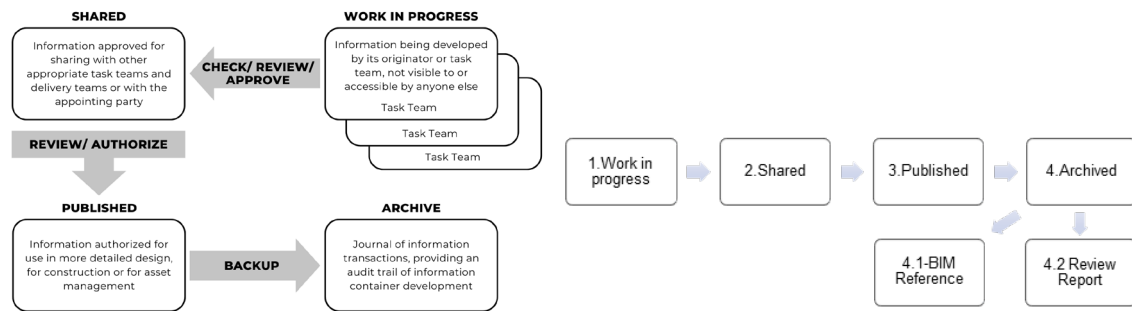 SHARED
Information approved for
sharing with other
appropriate task teams and
delivery teams or with the
appointing party
CHECK/ REVIEW/
APPROVE
WORK IN PROGRESS
Information being developed
by its originator or task
team, not visible to or
accessible by anyone else
Task Team
Task Team
Task Team
REVIEW/ AUTHORIZE
PUBLISHED
Information authorized for
use in more detailed design,
for construction or for asset
management
BACKUP
ARCHIVE
Journal of information
transactions, providing an
audit trail of information
container development
1.Work in
progress
2.Shared
3.Published
4.Archived
4.1-BIM
Reference
4.2 Review
Report